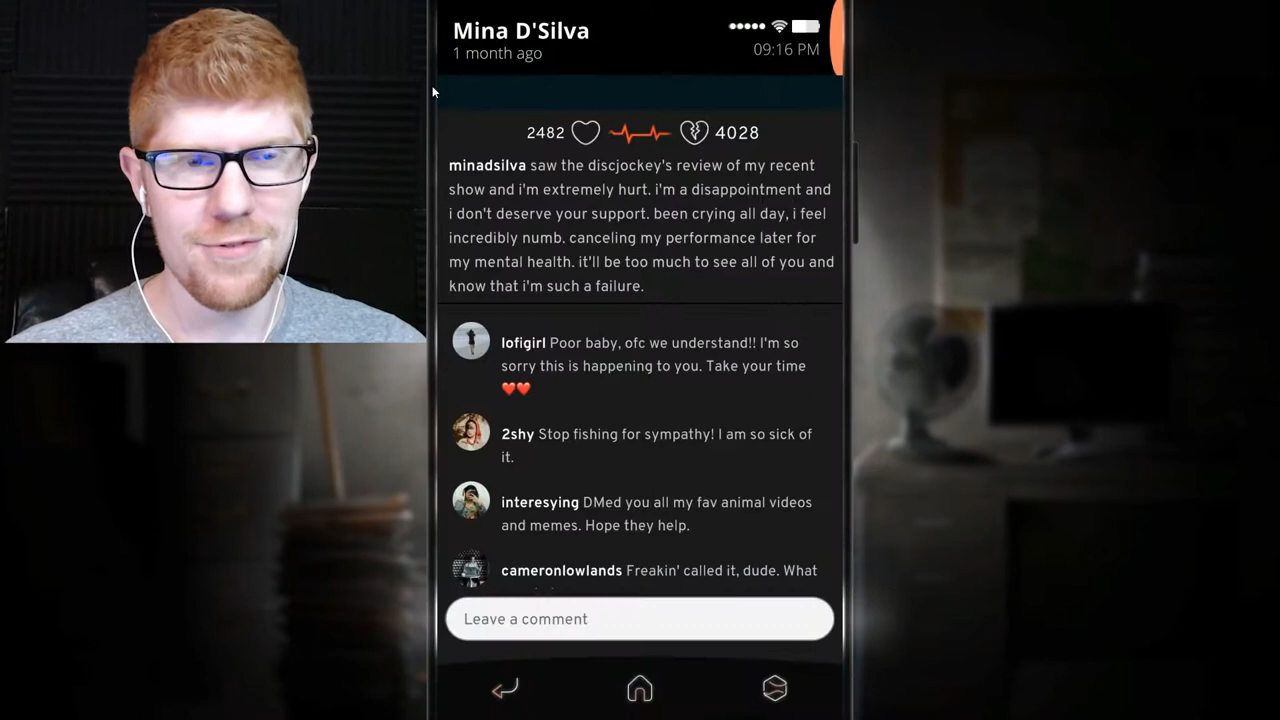 Mina D'Silva
1 month ago
09:16 PM
2482
4028
minadsilva saw the discjockey's review of my recent
show and i'm extremely hurt. i'm a disappointment and
i don't deserve your support. been crying all day, i feel
incredibly numb. canceling my performance later for
my mental health. it'll be too much to see all of you and
know that i'm such a failure.
lofigirl Poor baby, ofc we understand!! I'm so
sorry this is happening to you. Take your time
❤️❤️
2shy Stop fishing for sympathy! I am so sick of
it.
interesying DMed you all my fav animal videos
and memes. Hope they help.
cameronlowlands Freakin' called it, dude. What
Leave a comment